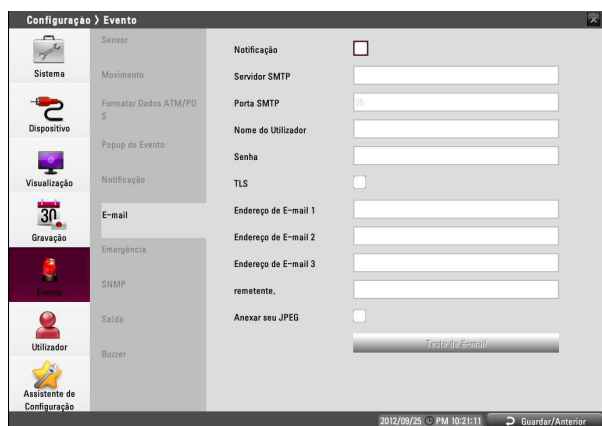 Configuração > Evento
Sistema
Dispositivo
Visualização
30
Gravação
Evento
Utilizador
Assistente de
Configuração
Sensor
Movimento
Formatar Dados ATM/PO
S
Popup de Evento
Notificação
E-mail
Emergência
SNMP
Saída
Buzzer
Notificação
Servidor SMTP
Porta SMTP
25
Nome do Utilizador
Senha
TLS
Endereço de E-mail 1
Endereço de E-mail 2
Endereço de E-mail 3
remetente.
Anexar seu JPEG
Teste de E-mail
2012/09/25 PM 10:21:11
Guardar/Anterior